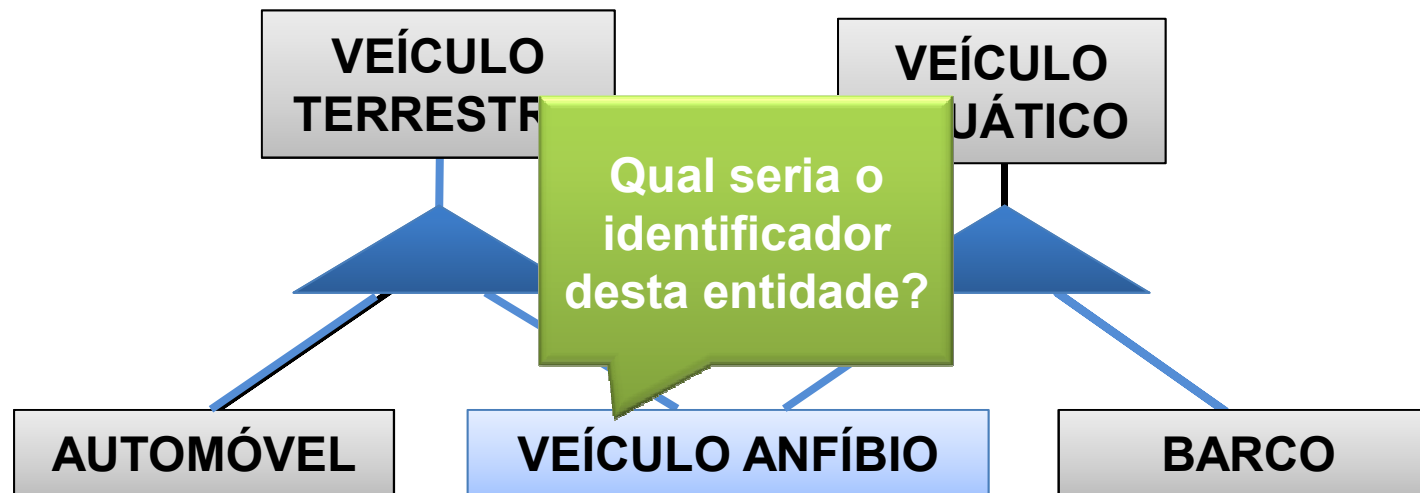 VEÍCULO
TERRESTR
VEÍCULO
UÁTICO
Qual seria o
identificador
desta entidade?
AUTOMÓVEL
VEÍCULO ANFÍBIO
BARCO